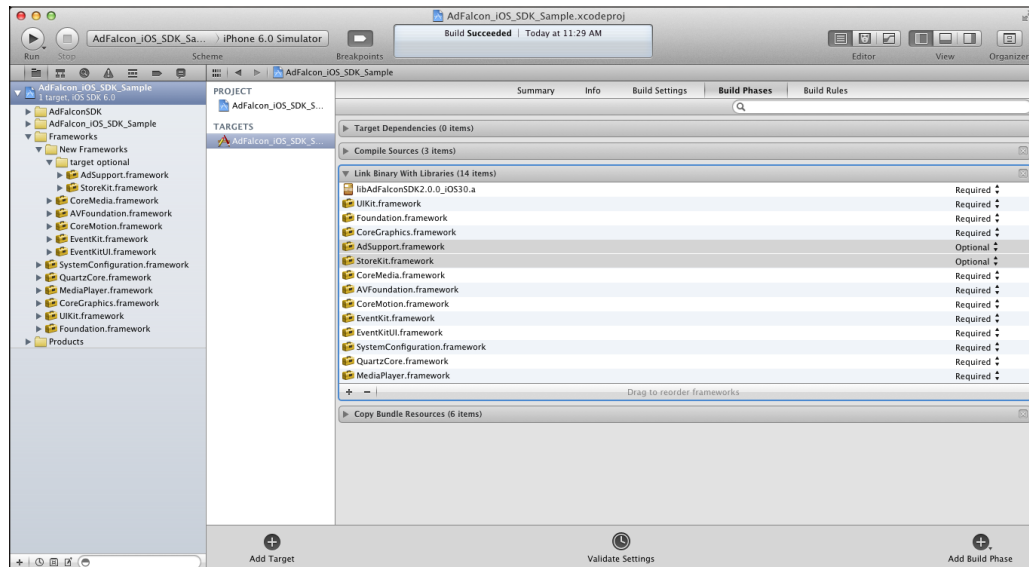 AdFalcon_iOS_SDK_Sample.xcodeproj
AdFalcon_iOS_SDK_Sa... iPhone 6.0 Simulator
Build Succeeded | Today at 11:29 AM
Run Stop Scheme Breakpoints Editor View Organizer
AdFalcon_iOS_SDK_Sample
1 target, iOS SDK 6.0
AdFalconSDK
AdFalcon_iOS_SDK_Sample
Frameworks
New Frameworks
target optional
AdSupport.framework
StoreKit.framework
CoreMedia.framework
AVFoundation.framework
CoreMotion.framework
EventKit.framework
EventKitUI.framework
SystemConfiguration.framework
QuartzCore.framework
MediaPlayer.framework
CoreGraphics.framework
UIKit.framework
Foundation.framework
Products
AdFalcon_iOS_SDK_Sample
PROJECT
AdFalcon_iOS_SDK_S...
TARGETS
AdFalcon_iOS_SDK_S...
Summary Info Build Settings Build Phases Build Rules
Target Dependencies (0 items)
Compile Sources (3 items)
Link Binary With Libraries (14 items)
libAdFalconSDK2.0.0_iOS30.a Required
UIKit.framework Required
Foundation.framework Required
CoreGraphics.framework Required
AdSupport.framework Optional
StoreKit.framework Optional
CoreMedia.framework Required
AVFoundation.framework Required
CoreMotion.framework Required
EventKit.framework Required
EventKitUI.framework Required
SystemConfiguration.framework Required
QuartzCore.framework Required
MediaPlayer.framework Required
+ − Drag to reorder frameworks
Copy Bundle Resources (6 items)
Add Target Validate Settings Add Build Phase